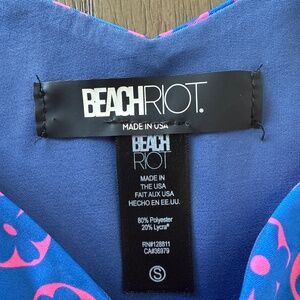 BEACHRIOT.
MADE IN USA
BEACH
RIOT
MADE IN
THE USA
FAIT AUX USA
HECHO EN EE.UU.
80% Polyester
20% Lycra®
RN#128811
CA#36979
S